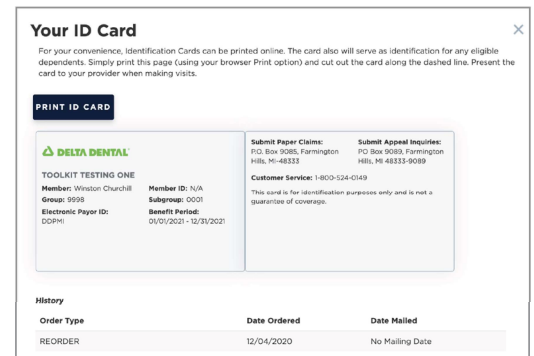 Your ID Card
For your convenience, Identification Cards can be printed online. The card also will serve as identification for any eligible
dependents. Simply print this page (using your browser Print option) and cut out the card along the dashed line. Present the
card to your provider when making visits.
PRINT ID CARD
DELTA DENTAL
TOOLKIT TESTING ONE
Member: Winston Churchill
Member ID: N/A
Group: 9998
Subgroup: 0001
Electronic Payor ID:
DDPMI
Benefit Period:
01/01/2021 - 12/31/2021
Submit Paper Claims:
P.O. Box 9085, Farmington
Hills, MI-48333
Submit Appeal Inquiries:
PO Box 9089, Farmington
Hills, MI 48333-9089
Customer Service: 1-800-524-0149
This card is for identification purposes only and is not a
guarantee of coverage.
History
Order Type Date Ordered Date Mailed
REORDER 12/04/2020 No Mailing Date